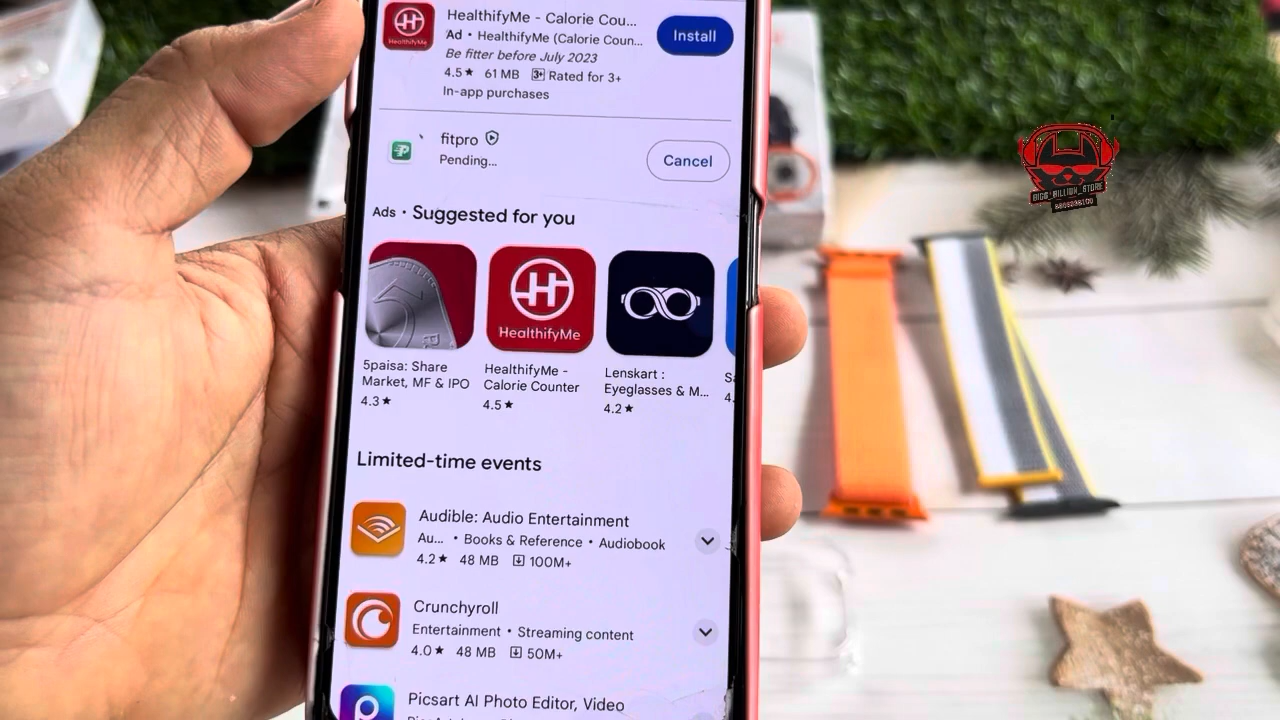 HealthifyMe - Calorie Cou...
HealthifyMe
Ad • HealthifyMe (Calorie Coun...
Install
Be fitter before July 2023
4.5★ 61 MB 3+ Rated for 3+
In-app purchases
fitpro
Pending...
Cancel
Ads • Suggested for you
HealthifyMe
5paisa: Share
Market, MF & IPO
4.3★
HealthifyMe -
Calorie Counter
4.5★
Lenskart :
Eyeglasses & M...
4.2★
4.
Limited-time events
Audible: Audio Entertainment
Au... • Books & Reference • Audiobook
4.2★ 48 MB 100M+
Crunchyroll
Entertainment • Streaming content
4.0★ 48 MB 50M+
Picsart AI Photo Editor, Video
BIGG_BILLION_STORE